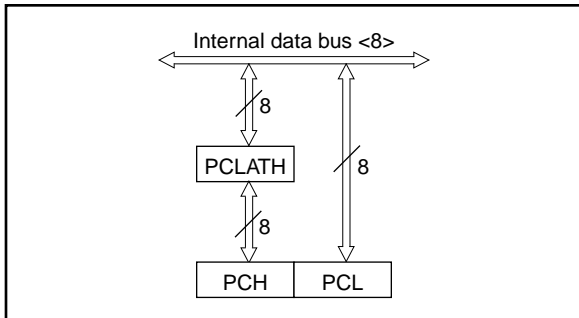 Internal data bus <8>
8
PCLATH
8
8
PCH PCL